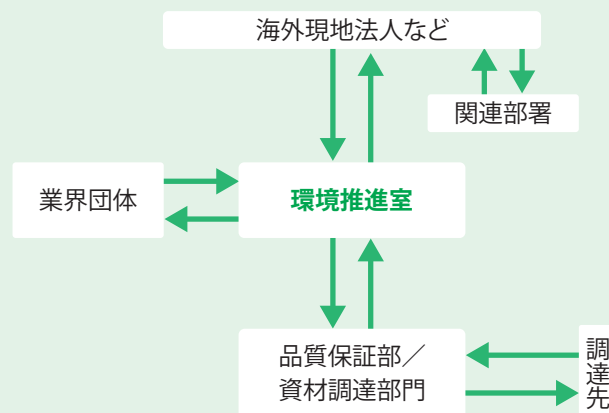 海外現地法人など
関連部署
業界団体
環境推進室
品質保証部／
資材調達部門
調達先